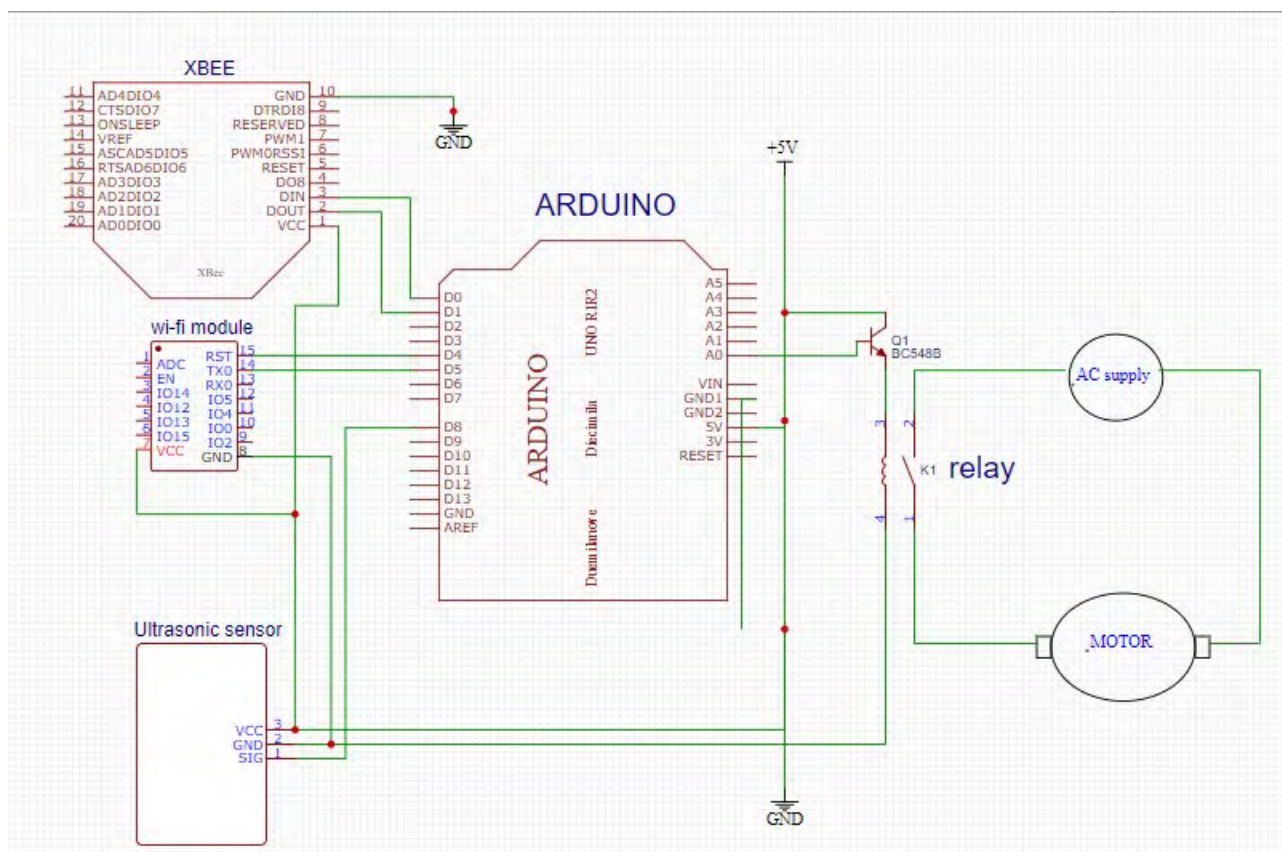 XBEE
11 AD4DIO4 GND 10
12 CTSDIO7 DTRDI8 9
13 ONSLEEP RESERVED 8
14 VREF PWM1 7
15 ASCAD5DIO5 PWM0RSSI 6
16 RTSAD6DIO6 RESET 5
17 AD3DIO3 DO8 4
18 AD2DIO2 DIN 3
19 AD1DIO1 DOUT 2
20 AD0DIO0 VCC 1
XBee
GND
+5V
ARDUINO
D0
D1
D2
D3
D4
D5
D6
D7
D8
D9
D10
D11
D12
D13
GND
AREF
ARDUINO
UNO R1R2
Diecimila
Duemilanove
A5
A4
A3
A2
A1
A0
VIN
GND1
GND2
5V
3V
RESET
wi-fi module
1 ADC
2 EN
3 IO14
4 IO12
5 IO13
6 IO15
7 VCC
RST 15
TX0 14
RX0 13
IO5 12
IO4 11
IO0 10
IO2 9
GND 8
Q1
BC548B
3
2
4
1
K1
relay
AC supply
MOTOR
Ultrasonic sensor
VCC 3
GND 2
SIG 1
GND